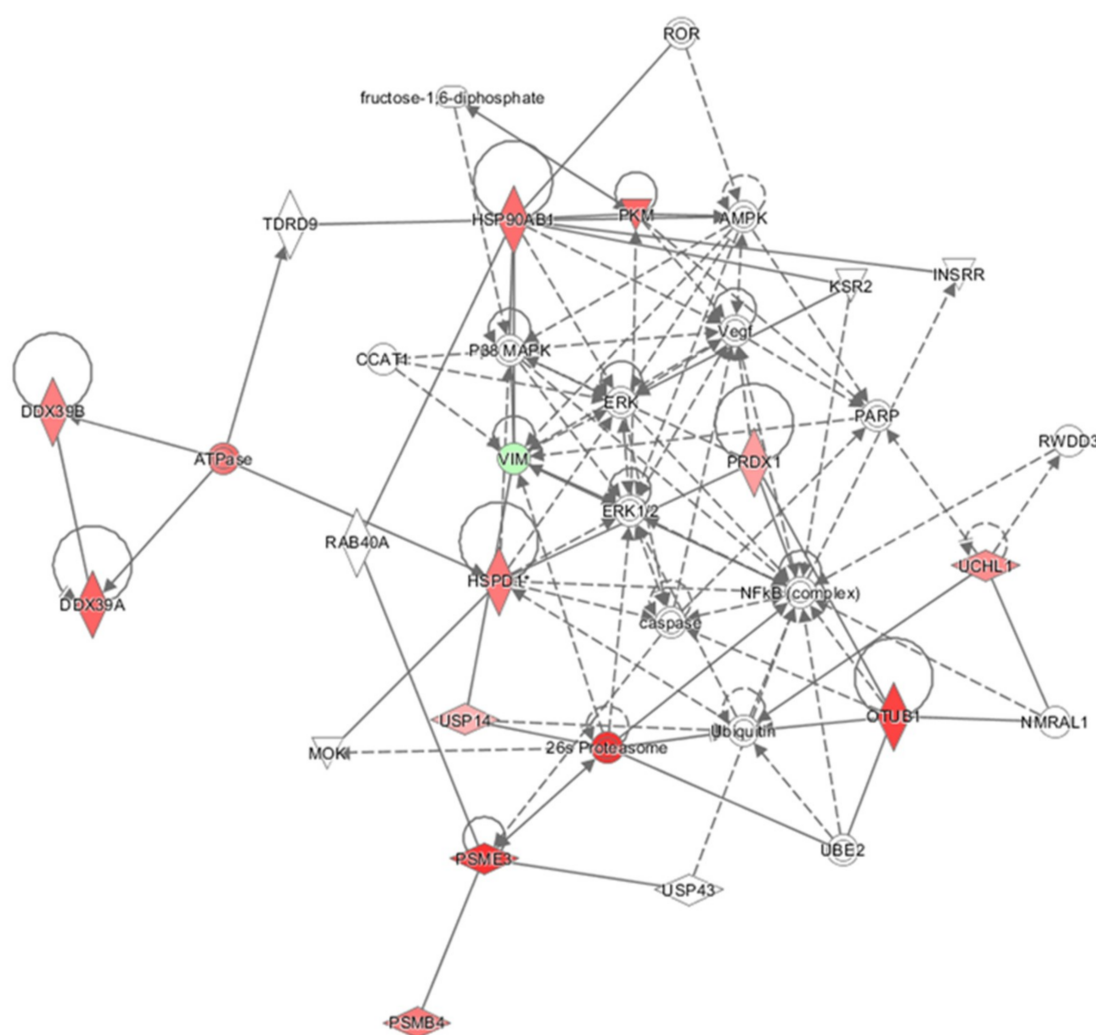 ROR
fructose-1,6-diphosphate
TDRD9
HSP90AB1
PKM
AMPK
KSR2
INSRR
CCAT1
P38 MAPK
Vegf
DDX39B
ERK
PARP
ATPase
VIM
PRDX1
RWDD3
RAB40A
ERK1/2
DDX39A
HSPD1*
NFkB (complex)
UCHL1
caspase
USP14
MOK
26s Proteasome
Ubiquitin
OTUB1
NMRAL1
PSME3
UBE2
USP43
PSMB4